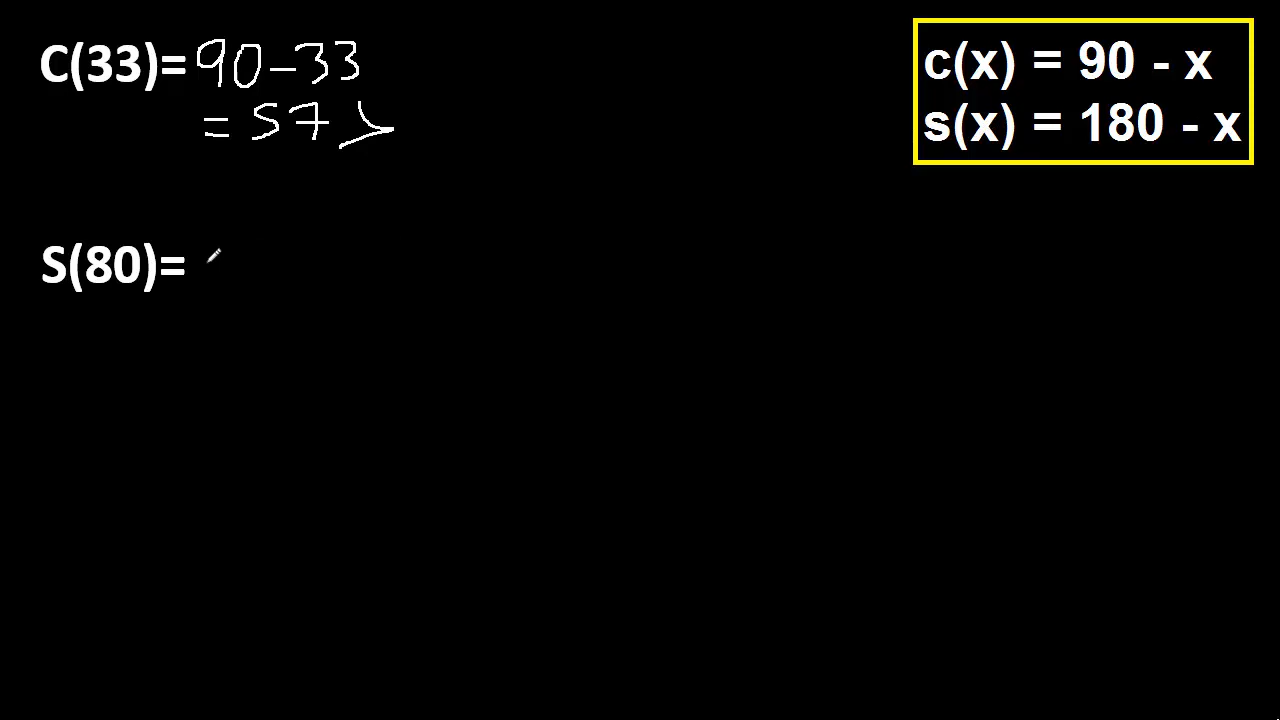 C(33)= 90-33
= 57
c(x) = 90 - x
s(x) = 180 - x
S(80)=